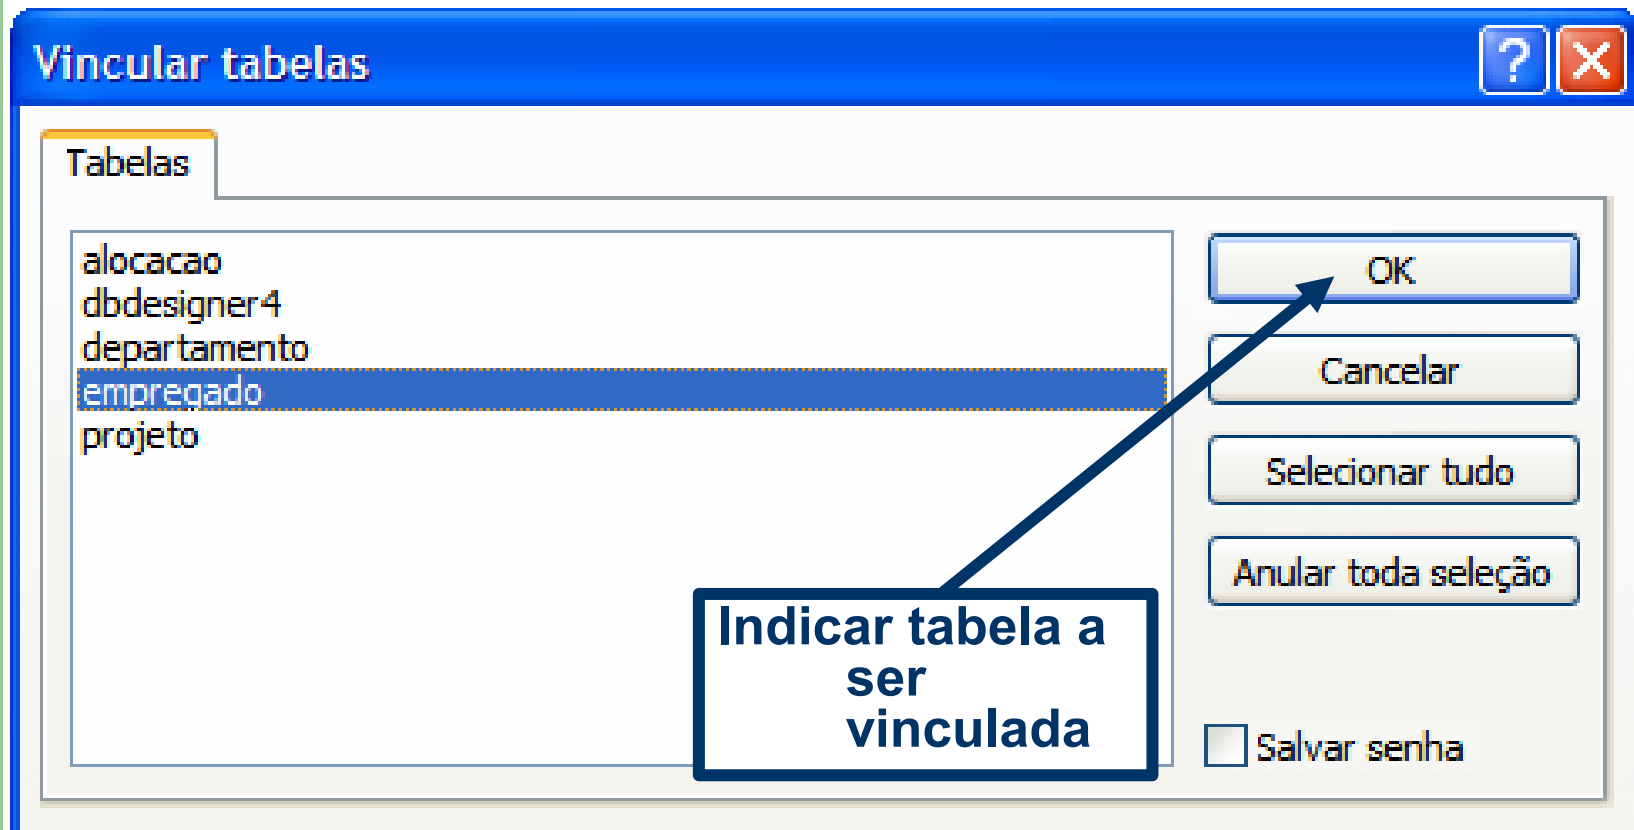 Vincular tabelas
Tabelas
alocacao
dbdesigner4
departamento
empregado
projeto
OK
Cancelar
Selecionar tudo
Anular toda seleção
Indicar tabela a
ser
vinculada
Salvar senha